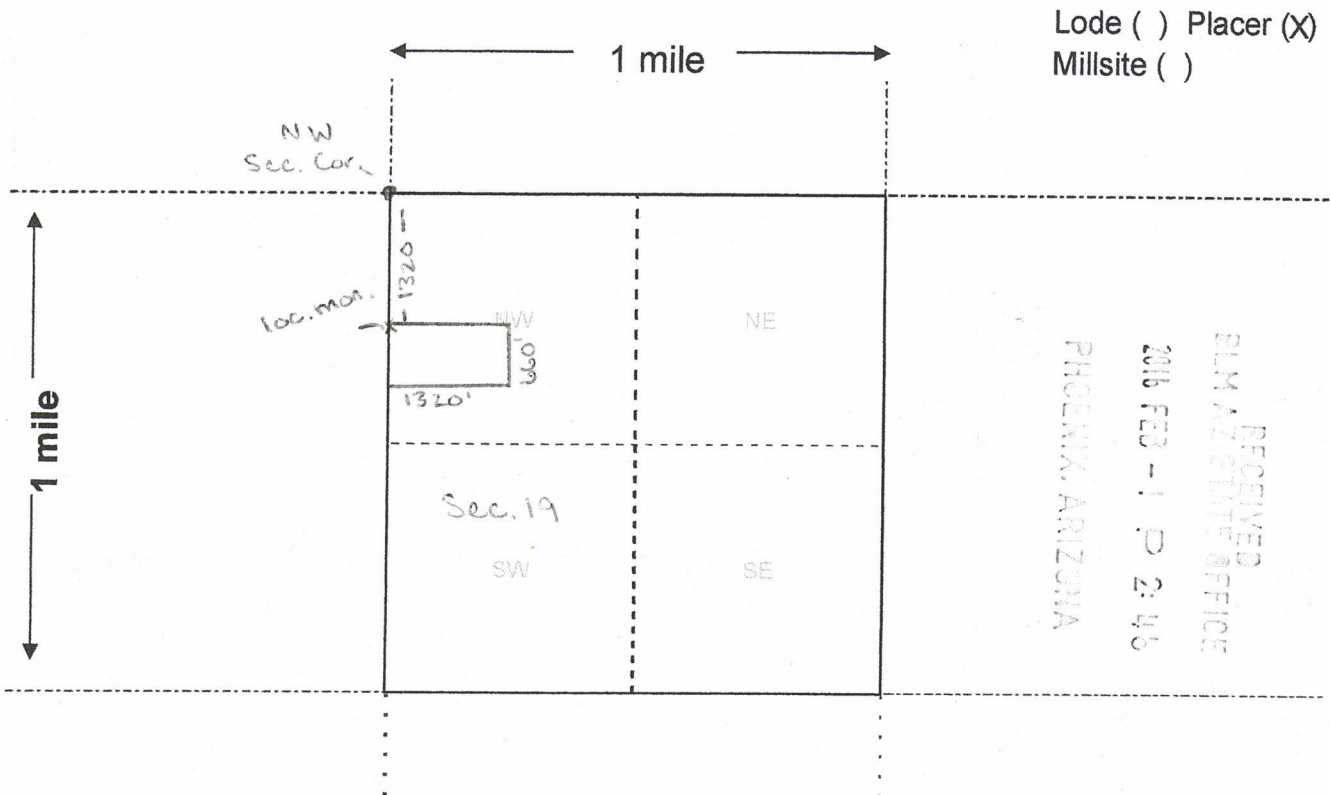 Lode ( ) Placer (X)
Millsite ( )
1 mile
NW
Sec. Cor.
1320'
loc. mon.
NW
NE
660'
1320'
1 mile
Sec. 19
SW
SE
RECEIVED
BLM AZ STATE OFFICE
2016 FEB -1 P 2:46
PHOENIX, ARIZONA